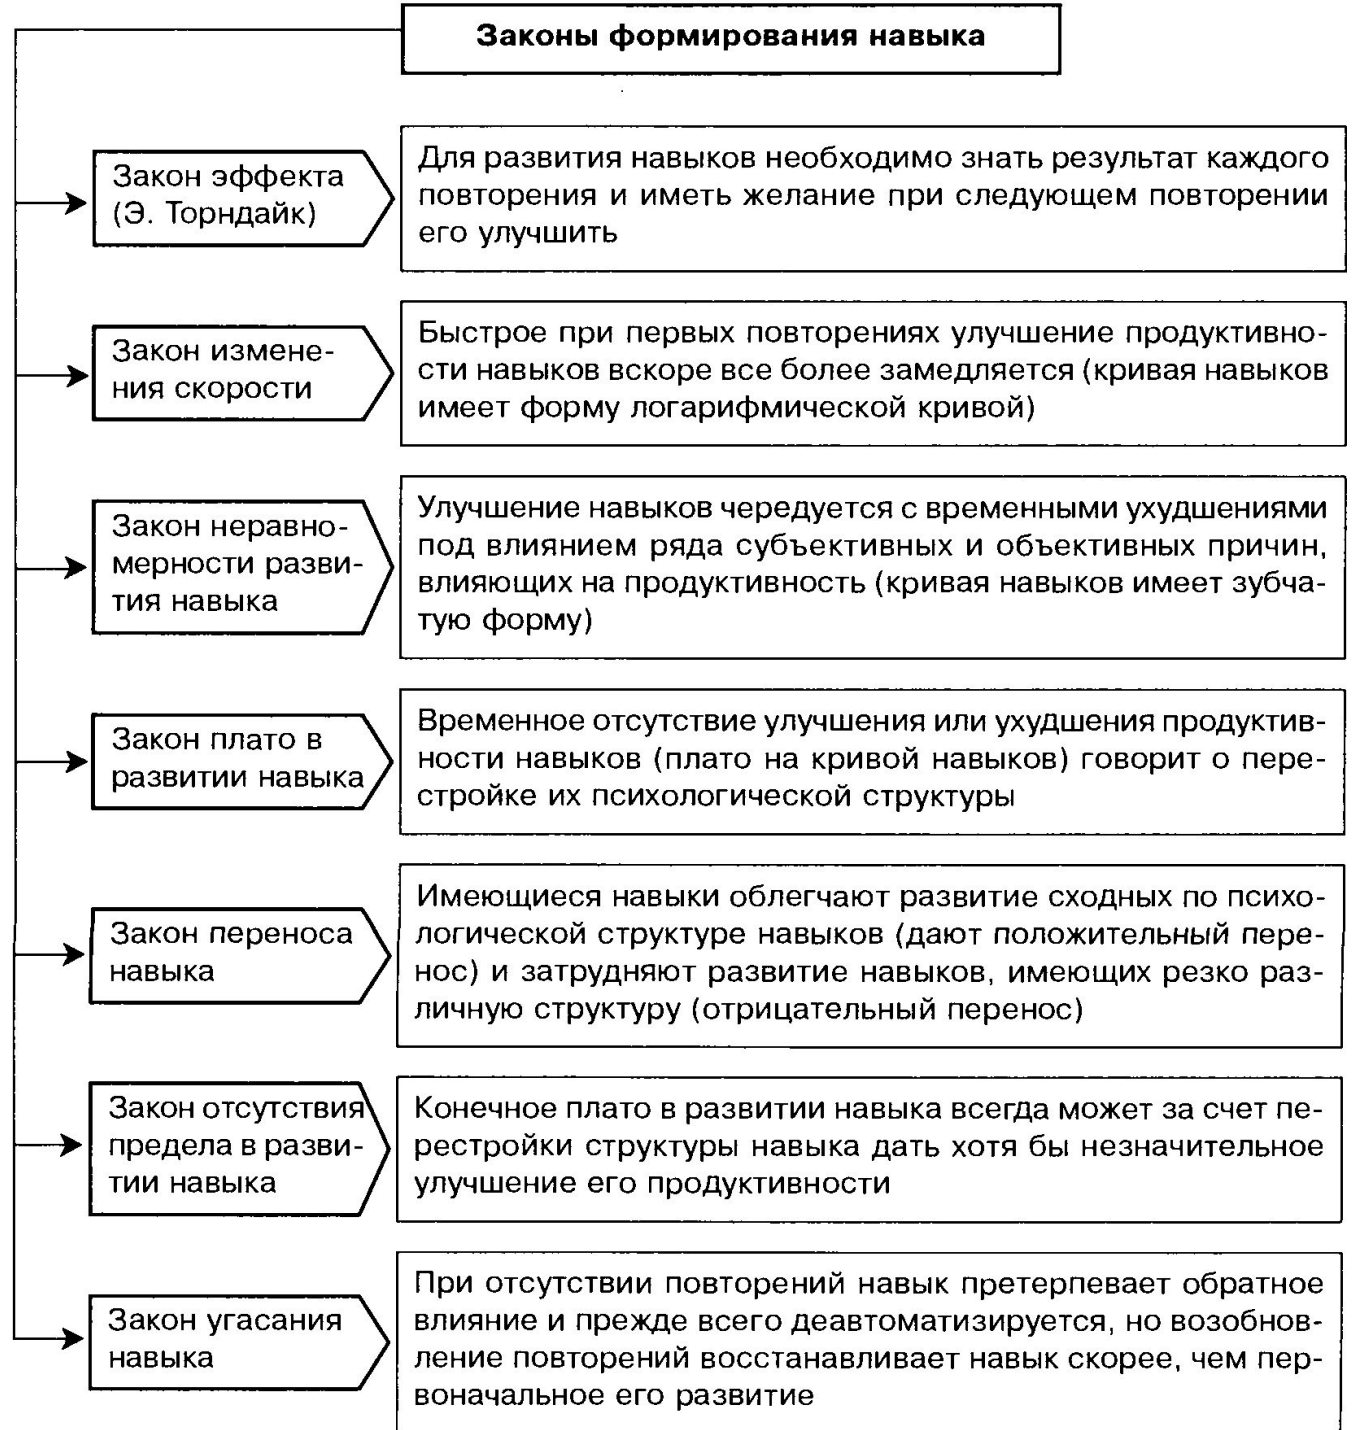 Законы формирования навыка
Закон эффекта
(Э. Торндайк)
Для развития навыков необходимо знать результат каждого
повторения и иметь желание при следующем повторении
его улучшить
Закон измене-
ния скорости
Быстрое при первых повторениях улучшение продуктивно-
сти навыков вскоре все более замедляется (кривая навыков
имеет форму логарифмической кривой)
Закон неравно-
мерности разви-
тия навыка
Улучшение навыков чередуется с временными ухудшениями
под влиянием ряда субъективных и объективных причин,
влияющих на продуктивность (кривая навыков имеет зубча-
тую форму)
Закон плато в
развитии навыка
Временное отсутствие улучшения или ухудшения продуктив-
ности навыков (плато на кривой навыков) говорит о пере-
стройке их психологической структуры
Закон переноса
навыка
Имеющиеся навыки облегчают развитие сходных по психо-
логической структуре навыков (дают положительный пере-
нос) и затрудняют развитие навыков, имеющих резко раз-
личную структуру (отрицательный перенос)
Закон отсутствия
предела в разви-
тии навыка
Конечное плато в развитии навыка всегда может за счет пе-
рестройки структуры навыка дать хотя бы незначительное
улучшение его продуктивности
Закон угасания
навыка
При отсутствии повторений навык претерпевает обратное
влияние и прежде всего деавтоматизируется, но возобнов-
ление повторений восстанавливает навык скорее, чем пер-
воначальное его развитие